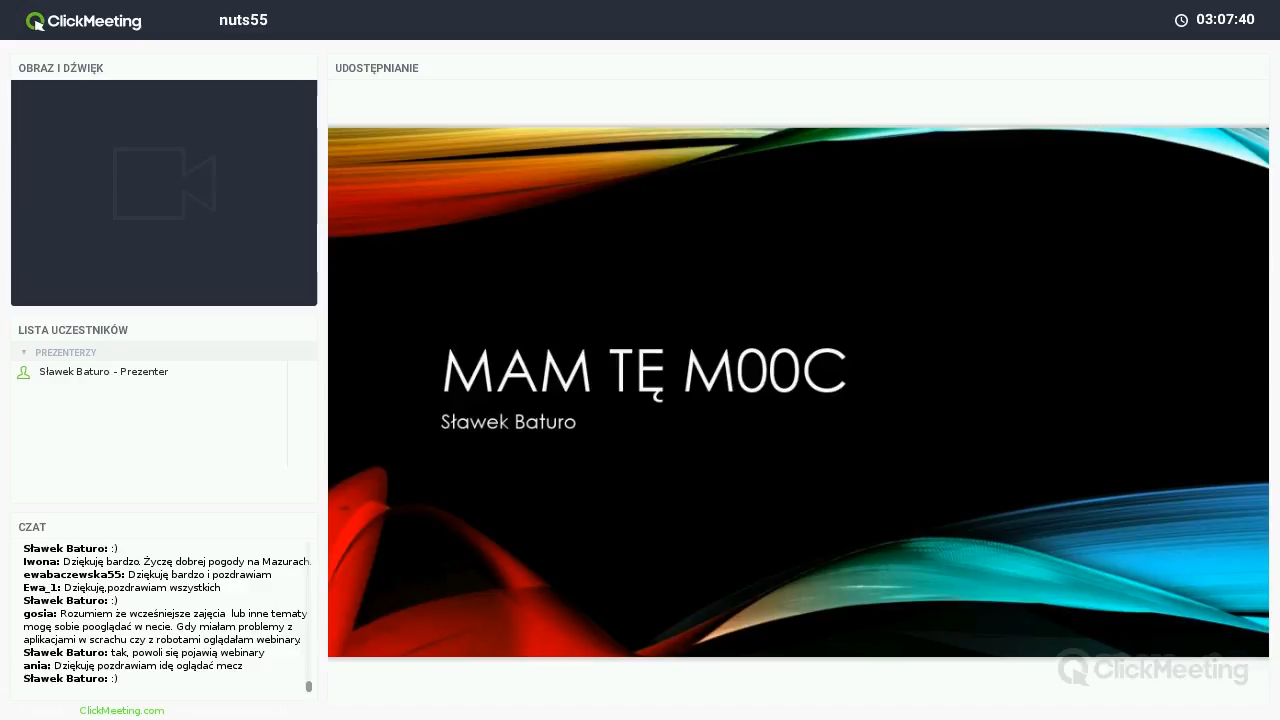 ClickMeeting
nuts55
03:07:40
OBRAZ I DŹWIĘK
UDOSTĘPNIANIE
LISTA UCZESTNIKÓW
PREZENTERZY
Sławek Baturo - Prezenter
MAM TĘ M00C
Sławek Baturo
CZAT
Sławek Baturo: :)
Iwona: Dziękuję bardzo. Życzę dobrej pogody na Mazurach.
ewabaczewska55: Dziękuję bardzo i pozdrawiam
Ewa_1: Dziękuję,pozdrawiam wszystkich
Sławek Baturo: :)
gosia: Rozumiem że wcześniejsze zajęcia lub inne tematy
mogę sobie pooglądać w necie. Gdy miałam problemy z
aplikacjami w scrachu czy z robotami oglądałam webinary.
Sławek Baturo: tak, powoli się pojawią webinary
ania: Dziękuję pozdrawiam idę oglądać mecz
Sławek Baturo: :)
ClickMeeting
ClickMeeting.com